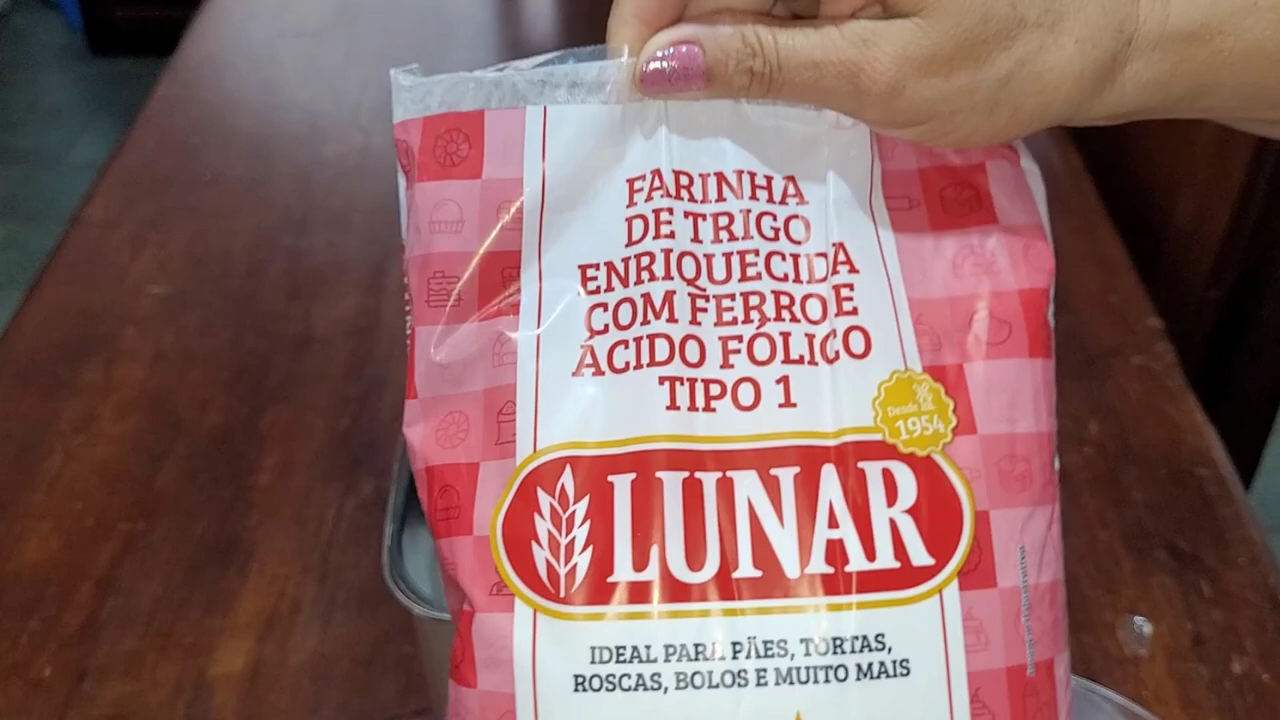 FARINHA
DE TRIGO
ENRIQUECIDA
COM FERRO E
ÁCIDO FÓLICO
TIPO 1
Desde
1954
LUNAR
IDEAL PARA PÃES, TORTAS,
ROSCAS, BOLOS E MUITO MAIS